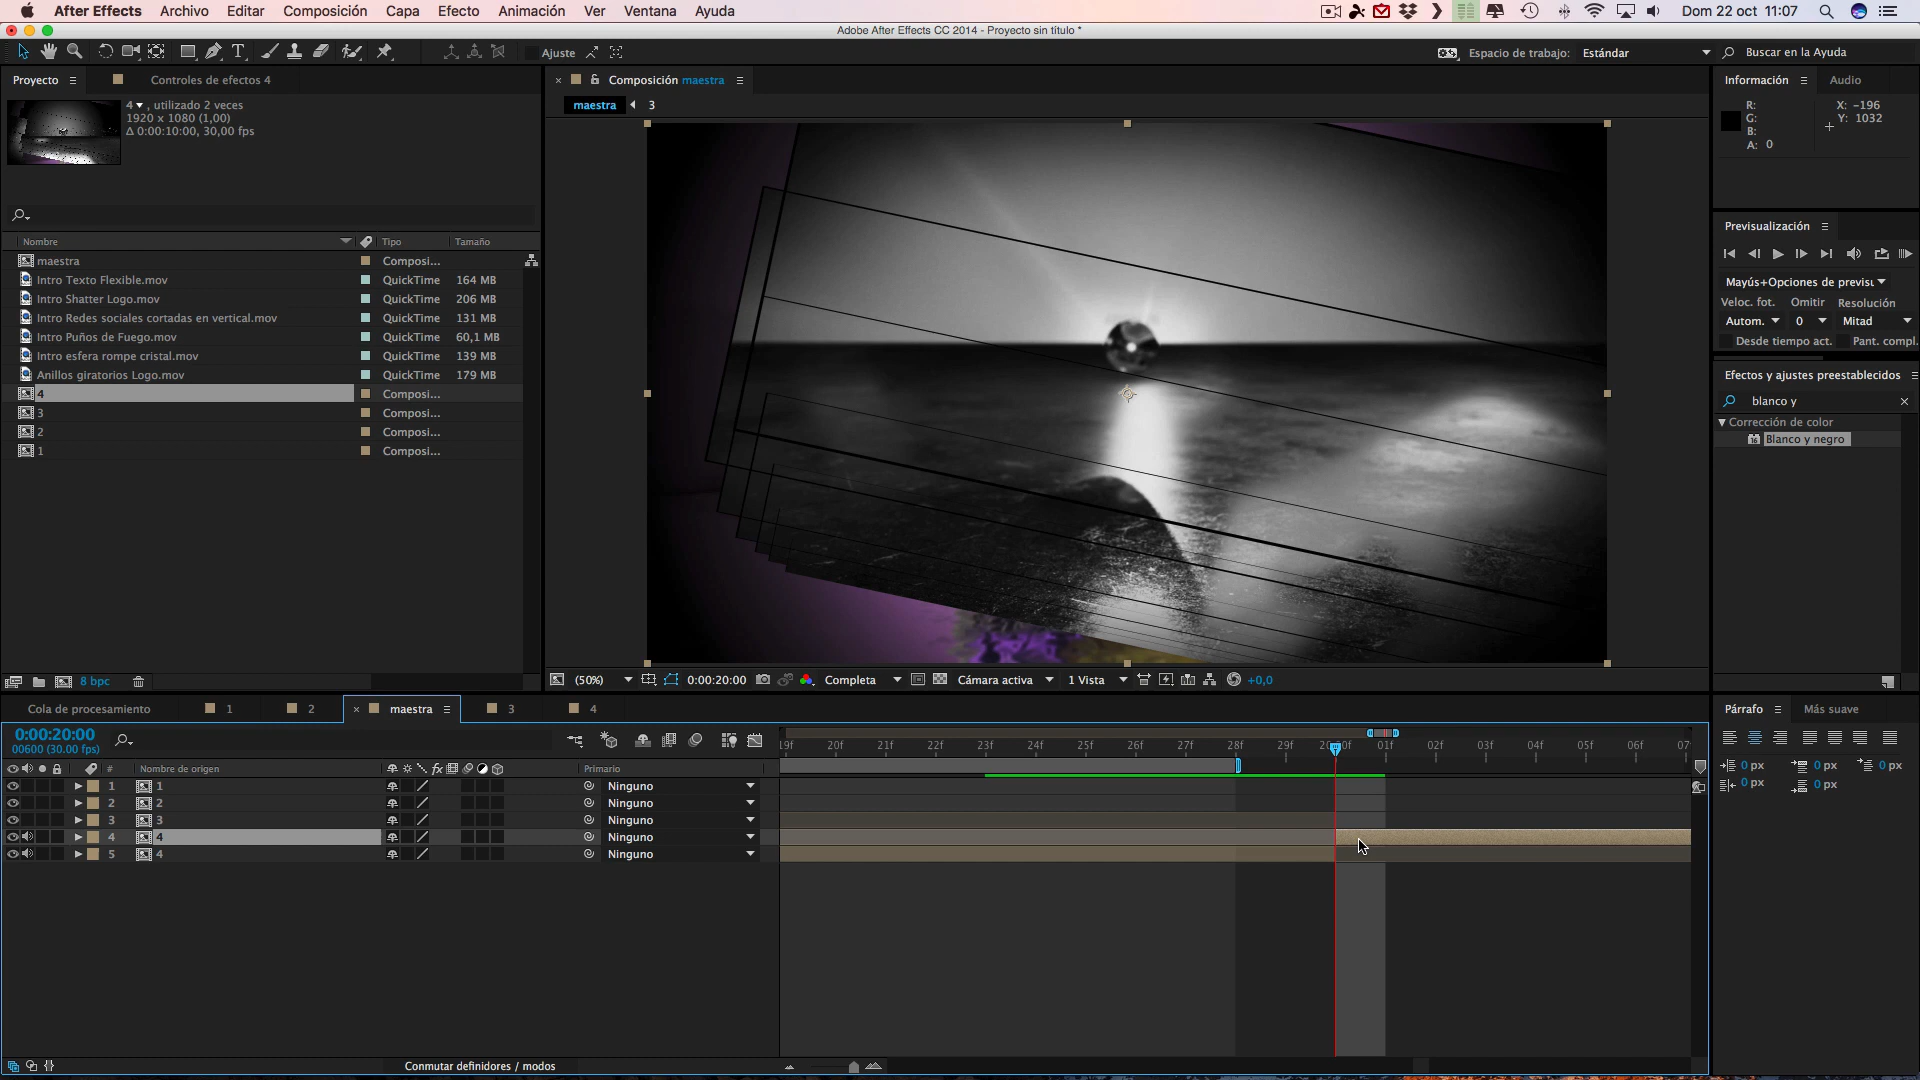 After Effects Archivo Editar Composición Capa Efecto Animación Ver Ventana Ayuda Dom 22 oct 11:07
Adobe After Effects CC 2014 - Proyecto sin título *
Ajuste Espacio de trabajo: Estándar Buscar en la Ayuda
Proyecto Controles de efectos 4 Composición maestra Información Audio
4 , utilizado 2 veces
1920 x 1080 (1,00)
Δ 0:00:10:00, 30,00 fps
maestra 3
R: X: -196
G: Y: 1032
B:
A: 0
Previsualización
Mayús+Opciones de previsu
Veloc. fot. Omitir Resolución
Autom. 0 Mitad
Desde tiempo act. Pant. compl.
Efectos y ajustes preestablecidos
blanco y
Corrección de color
Blanco y negro
Nombre Tipo Tamaño
maestra Composi...
Intro Texto Flexible.mov QuickTime 164 MB
Intro Shatter Logo.mov QuickTime 206 MB
Intro Redes sociales cortadas en vertical.mov QuickTime 131 MB
Intro Puños de Fuego.mov QuickTime 60,1 MB
Intro esfera rompe cristal.mov QuickTime 139 MB
Anillos giratorios Logo.mov QuickTime 179 MB
4 Composi...
3 Composi...
2 Composi...
1 Composi...
8 bpc
(50%) 0:00:20:00 Completa Cámara activa 1 Vista +0,0
Cola de procesamiento 1 2 maestra 3 4
Párrafo Más suave
0 px 0 px 0 px
0 px 0 px
0:00:20:00
00600 (30.00 fps)
19f 20f 21f 22f 23f 24f 25f 26f 27f 28f 29f 01f 02f 03f 04f 05f 06f 07
# Nombre de origen fx Primario
1 1 Ninguno
2 2 Ninguno
3 3 Ninguno
4 4 Ninguno
5 4 Ninguno
Conmutar definidores / modos